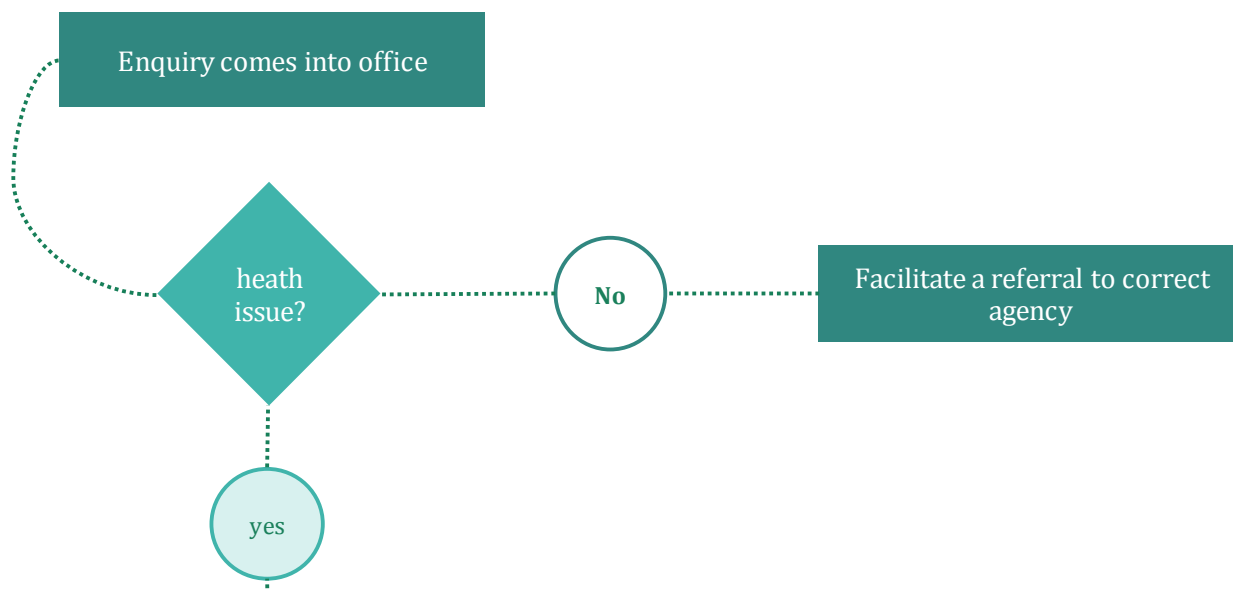 Enquiry comes into office
heath
issue?
No
Facilitate a referral to correct
agency
yes